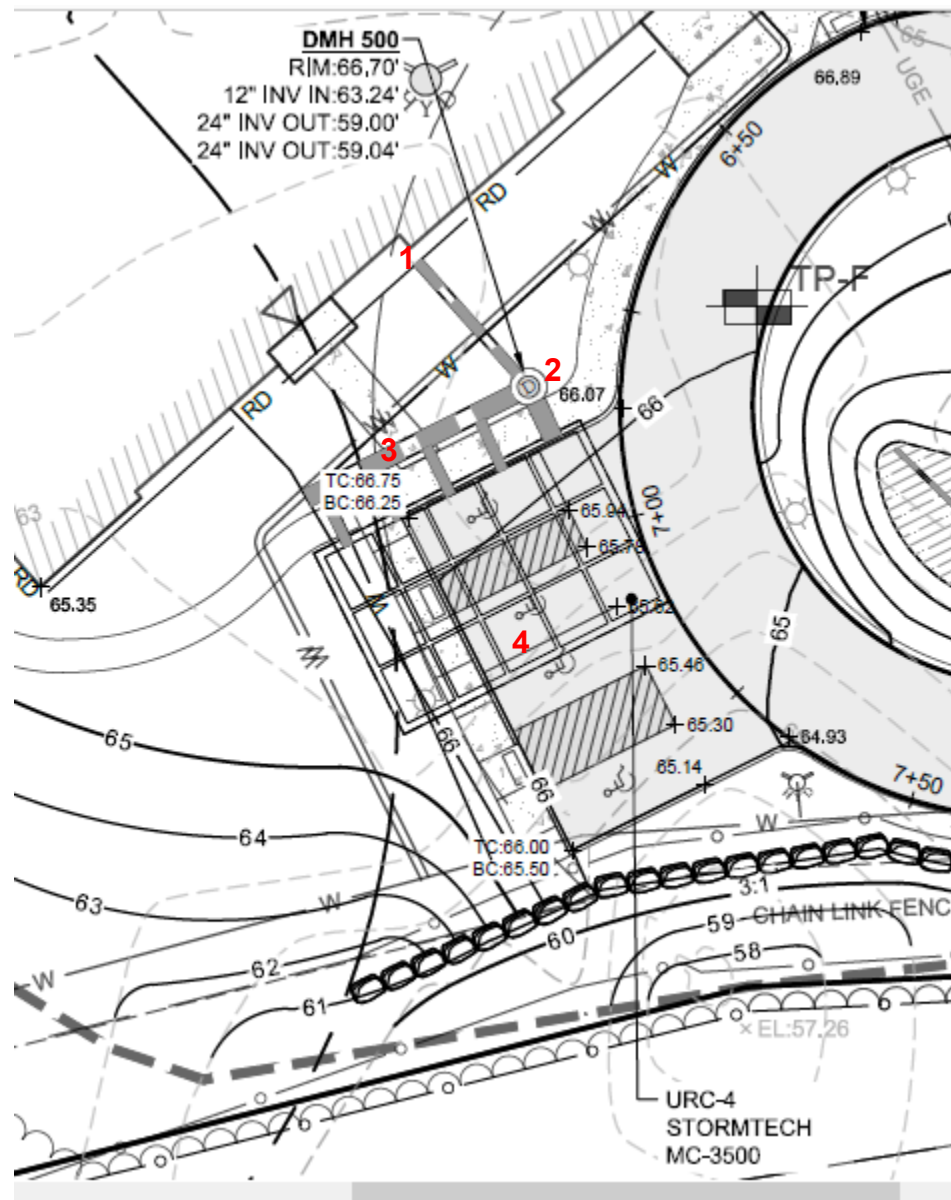 DMH 500
RIM:66.70'
12" INV IN:63.24'
24" INV OUT:59.00'
24" INV OUT:59.04'
65
66.89
UGE
6+50
W
RD
W
1
TP-F
W
2
66.07
66
RD
W
3
TC:66.75
BC:66.25
63
65.94
7+00
RD
65.35
W
65.62
4
65
65.46
65
66
65.30
64.93
65.14
7+50
64
66
W
TC:66.00
BC:65.50
63
W
3:1
59
CHAIN LINK FENC
60
58
62
W
61
EL:57.26
URC-4
STORMTECH
MC-3500